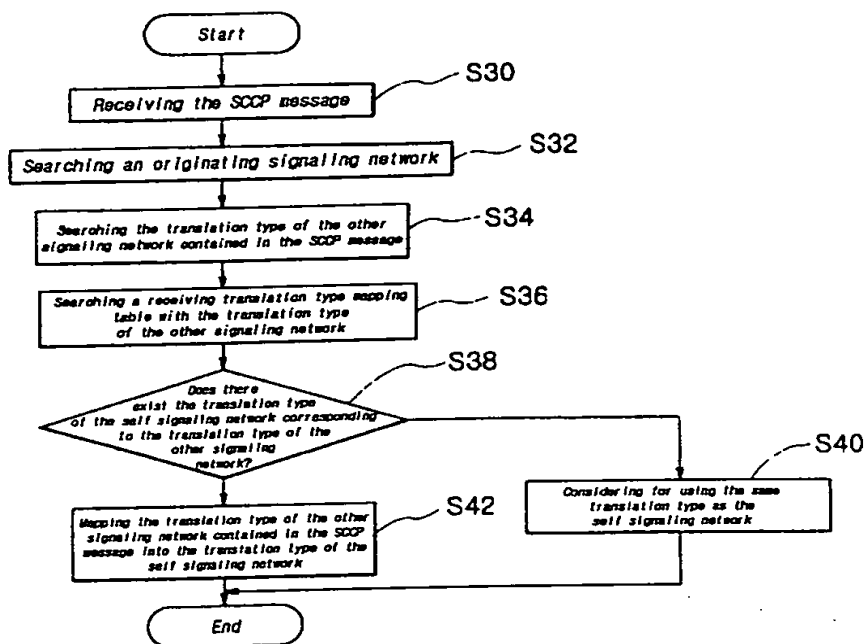 Start
S30
Receiving the SCCP message
S32
Searching an originating signaling network
S34
Searching the translation type of the other
signaling network contained in the SCCP message
S36
Searching a receiving translation type mapping
table with the translation type
of the other signaling network
S38
Does there
exist the translation type
of the self signaling network corresponding
to the translation type of the
other signaling
network?
S40
Considering for using the same
translation type as the
self signaling network
S42
Mapping the translation type of the other
signaling network contained in the SCCP
message into the translation type of the
self signaling network
End